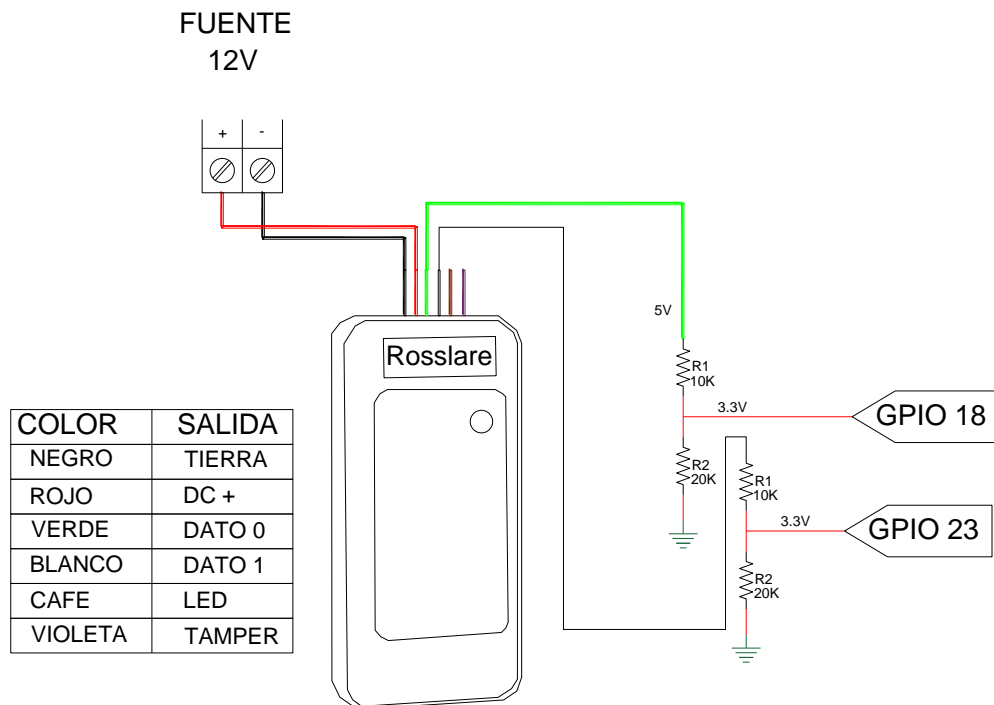 FUENTE
12V
+ -
Rosslare
5V
R1
10K
3.3V
GPIO 18
R2
20K
R1
10K
3.3V
GPIO 23
R2
20K
COLOR SALIDA
NEGRO TIERRA
ROJO DC +
VERDE DATO 0
BLANCO DATO 1
CAFE LED
VIOLETA TAMPER